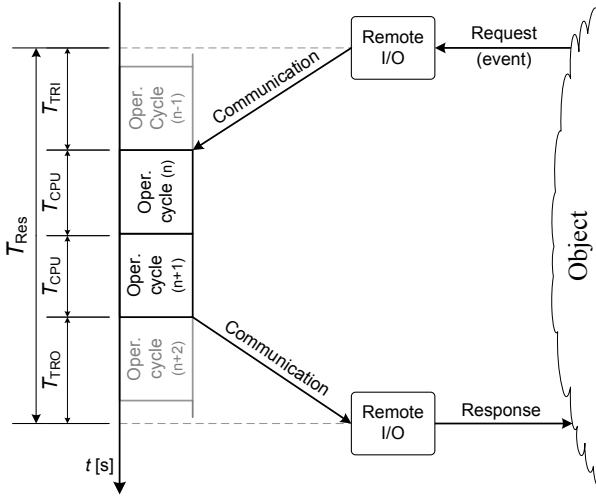 Remote
I/O
Request
(event)
Communication
T_TRI
Oper.
Cycle
(n-1)
T_CPU
Oper.
cycle (n)
T_Res
Object
T_CPU
Oper.
cycle
(n+1)
T_TRO
Oper.
cycle
(n+2)
Communication
Remote
I/O
Response
t [s]